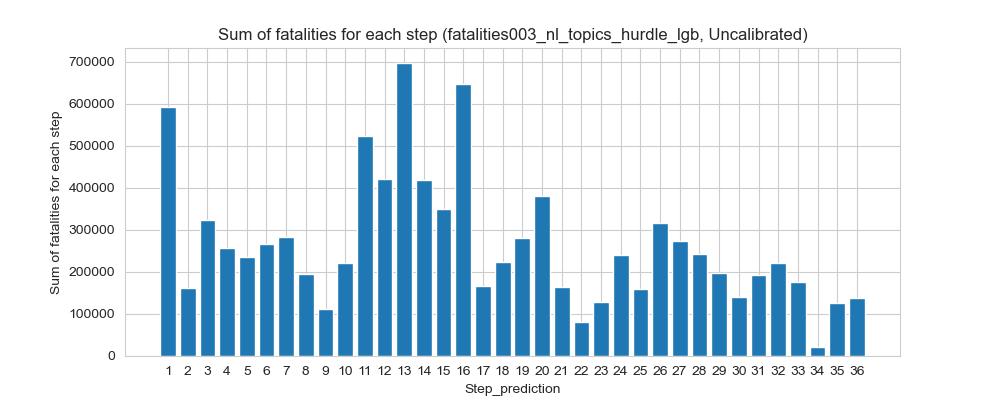 Sum of fatalities for each step (fatalities003_nl_topics_hurdle_lgb, Uncalibrated)
Sum of fatalities for each step
700000
600000
500000
400000
300000
200000
100000
0
1 2 3 4 5 6 7 8 9 10 11 12 13 14 15 16 17 18 19 20 21 22 23 24 25 26 27 28 29 30 31 32 33 34 35 36
Step_prediction